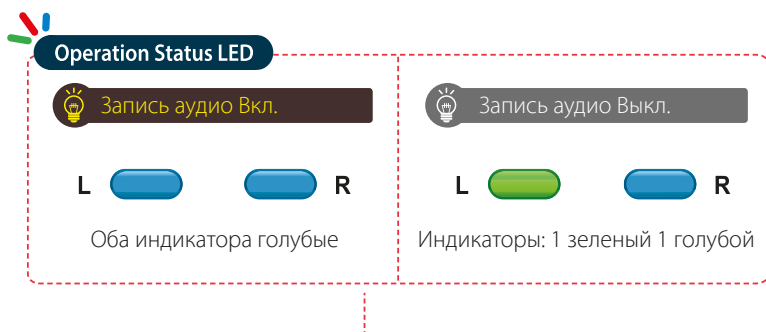 Operation Status LED
Запись аудио Вкл.
L R
Оба индикатора голубые
Запись аудио Выкл.
L R
Индикаторы: 1 зеленый 1 голубой